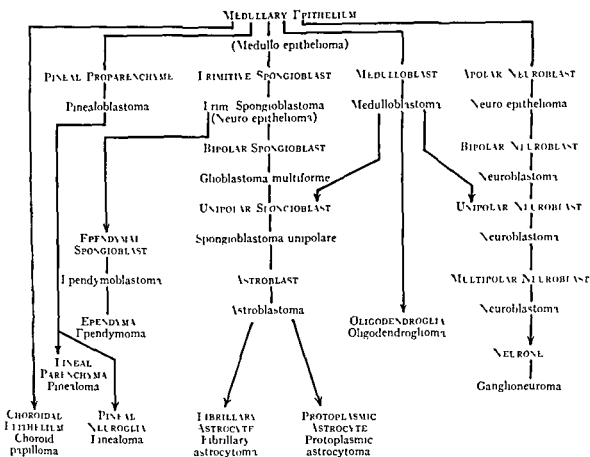 MEDULLARY EPITHELIUM
(Medullo epithelioma)
PINEAL PROPARENCHYME
Pinealoblastoma
PRIMITIVE SPONGIOBLAST
Prim Spongioblastoma
(Neuro epithelioma)
MEDULLOBLAST
Medulloblastoma
APOLAR NEUROBLAST
Neuro epithelioma
BIPOLAR SPONGIOBLAST
Glioblastoma multiforme
BIPOLAR NEUROBLAST
Neuroblastoma
UNIPOLAR SPONGIOBLAST
Spongioblastoma unipolare
UNIPOLAR NEUROBLAST
Neuroblastoma
EPENDYMAL
SPONGIOBLAST
Ependymoblastoma
EPENDYMA
Ependymoma
ASTROBLAST
Astroblastoma
OLIGODENDROGLIA
Oligodendroglioma
MULTIPOLAR NEUROBLAST
Neuroblastoma
NEURONE
Ganglioneuroma
PINEAL
PARENCHYMA
Pinealoma
CHOROIDAL
EPITHELIUM
Choroid
papilloma
PINEAL
NEUROGLIA
Pinealoma
FIBRILLARY
ASTROCYTE
Fibrillary
astrocytoma
PROTOPLASMIC
ASTROCYTE
Protoplasmic
astrocytoma